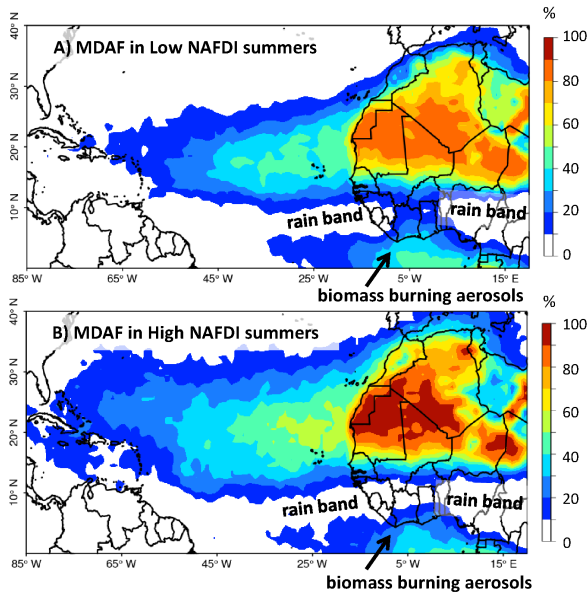 %
40° N
A) MDAF in Low NAFDI summers
100
30° N
80
60
20° N
40
10° N
rain band
rain band
20
0
85° W
65° W
45° W
25° W
5° W
15° E
biomass burning aerosols
%
40° N
B) MDAF in High NAFDI summers
100
30° N
80
60
20° N
40
10° N
rain band
rain band
20
0
85° W
65° W
45° W
25° W
5° W
15° E
biomass burning aerosols